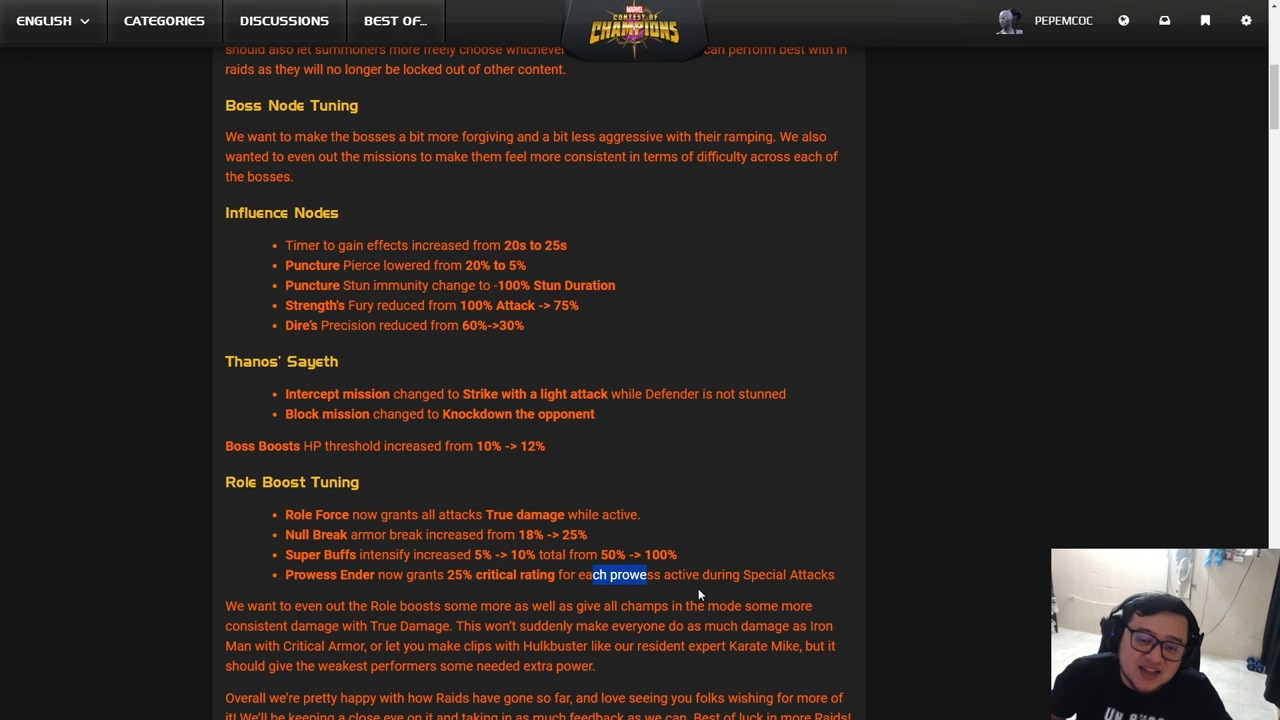 ENGLISH CATEGORIES DISCUSSIONS BEST OF... MARVEL CONTEST OF CHAMPIONS PEPEMCOC
should also let summoners more freely choose whichever can perform best with in
raids as they will no longer be locked out of other content.
Boss Node Tuning
We want to make the bosses a bit more forgiving and a bit less aggressive with their ramping. We also
wanted to even out the missions to make them feel more consistent in terms of difficulty across each of
the bosses.
Influence Nodes
• Timer to gain effects increased from 20s to 25s
• Puncture Pierce lowered from 20% to 5%
• Puncture Stun immunity change to -100% Stun Duration
• Strength's Fury reduced from 100% Attack -> 75%
• Dire's Precision reduced from 60%->30%
Thanos' Sayeth
• Intercept mission changed to Strike with a light attack while Defender is not stunned
• Block mission changed to Knockdown the opponent
Boss Boosts HP threshold increased from 10% -> 12%
Role Boost Tuning
• Role Force now grants all attacks True damage while active.
• Null Break armor break increased from 18% -> 25%
• Super Buffs intensify increased 5% -> 10% total from 50% -> 100%
• Prowess Ender now grants 25% critical rating for each prowess active during Special Attacks
We want to even out the Role boosts some more as well as give all champs in the mode some more
consistent damage with True Damage. This won't suddenly make everyone do as much damage as Iron
Man with Critical Armor, or let you make clips with Hulkbuster like our resident expert Karate Mike, but it
should give the weakest performers some needed extra power.
Overall we're pretty happy with how Raids have gone so far, and love seeing you folks wishing for more of
it! We'll be keeping a close eye on it and taking in as much feedback as we can. Best of luck in more Raids!